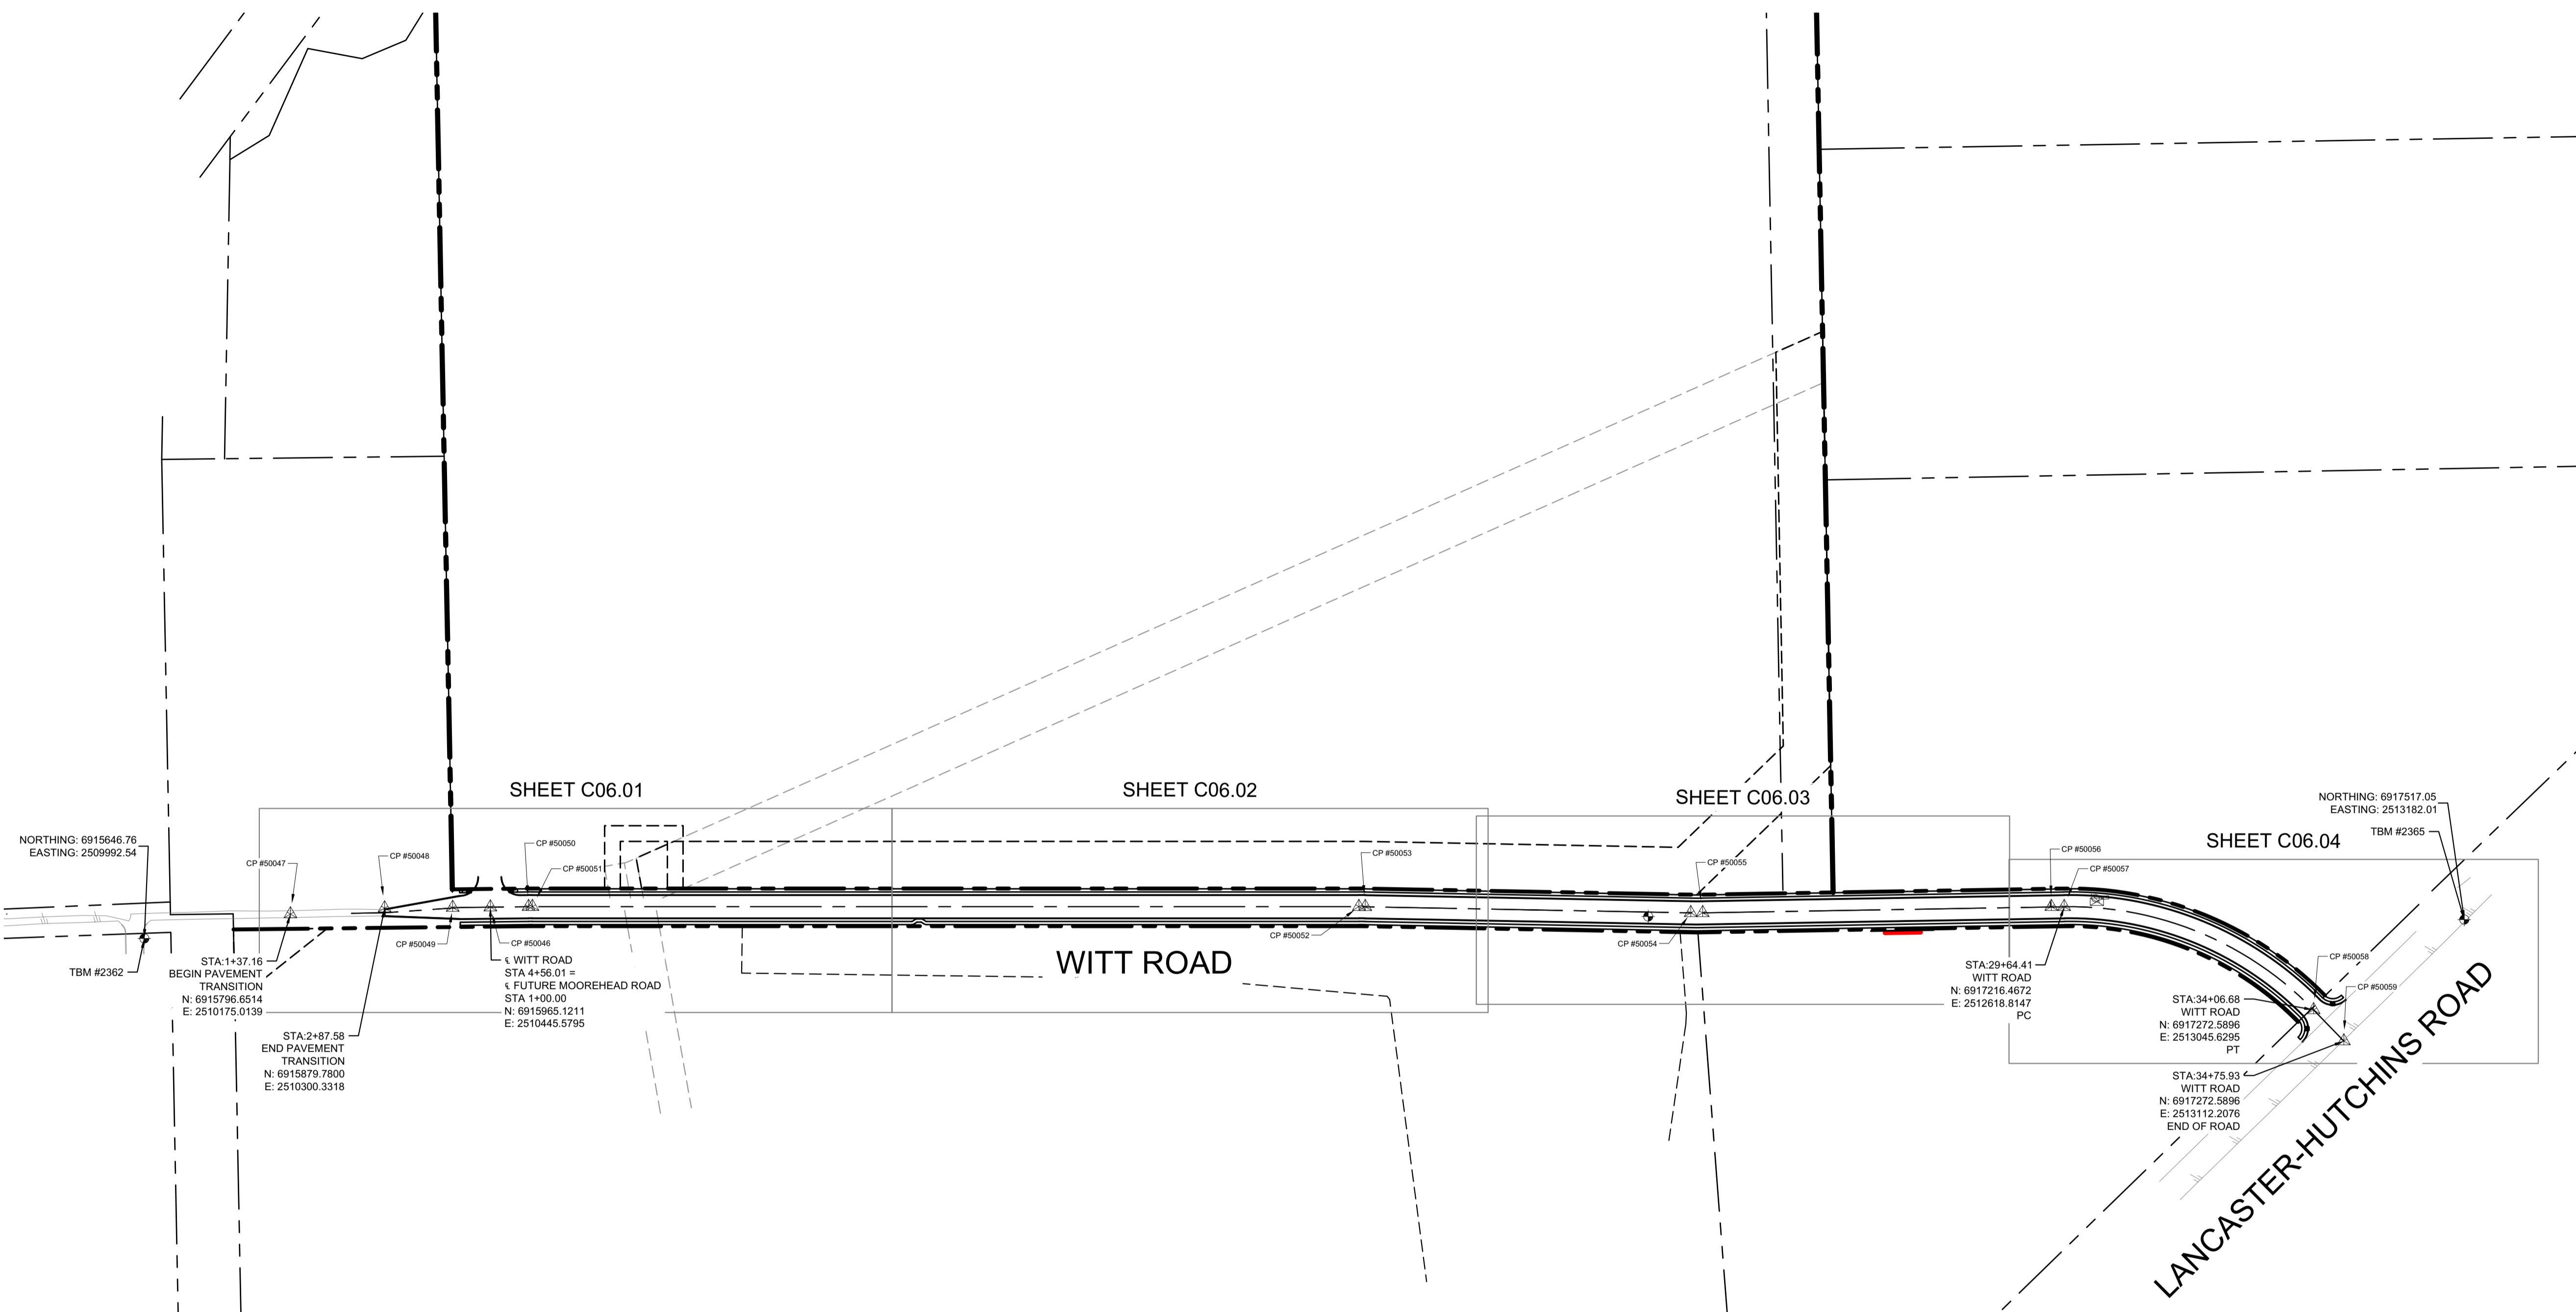 SHEET C06.01
SHEET C06.02
SHEET C06.03
SHEET C06.04
NORTHING: 6915646.76
EASTING: 2509992.54
TBM #2362
CP #50047
CP #50048
CP #50049
CP #50046
CP #50050
CP #50051
CP #50052
CP #50053
CP #50054
CP #50055
CP #50056
CP #50057
CP #50058
CP #50059
NORTHING: 6917517.05
EASTING: 2513182.01
TBM #2365
STA:1+37.16
BEGIN PAVEMENT
TRANSITION
N: 6915796.6514
E: 2510175.0139
STA:2+87.58
END PAVEMENT
TRANSITION
N: 6915879.7800
E: 2510300.3318
℄ WITT ROAD
STA 4+56.01 =
℄ FUTURE MOOREHEAD ROAD
STA 1+00.00
N: 6915965.1211
E: 2510445.5795
WITT ROAD
STA:29+64.41
WITT ROAD
N: 6917216.4672
E: 2512618.8147
PC
STA:34+06.68
WITT ROAD
N: 6917272.5896
E: 2513045.6295
PT
STA:34+75.93
WITT ROAD
N: 6917272.5896
E: 2513112.2076
END OF ROAD
LANCASTER-HUTCHINS ROAD